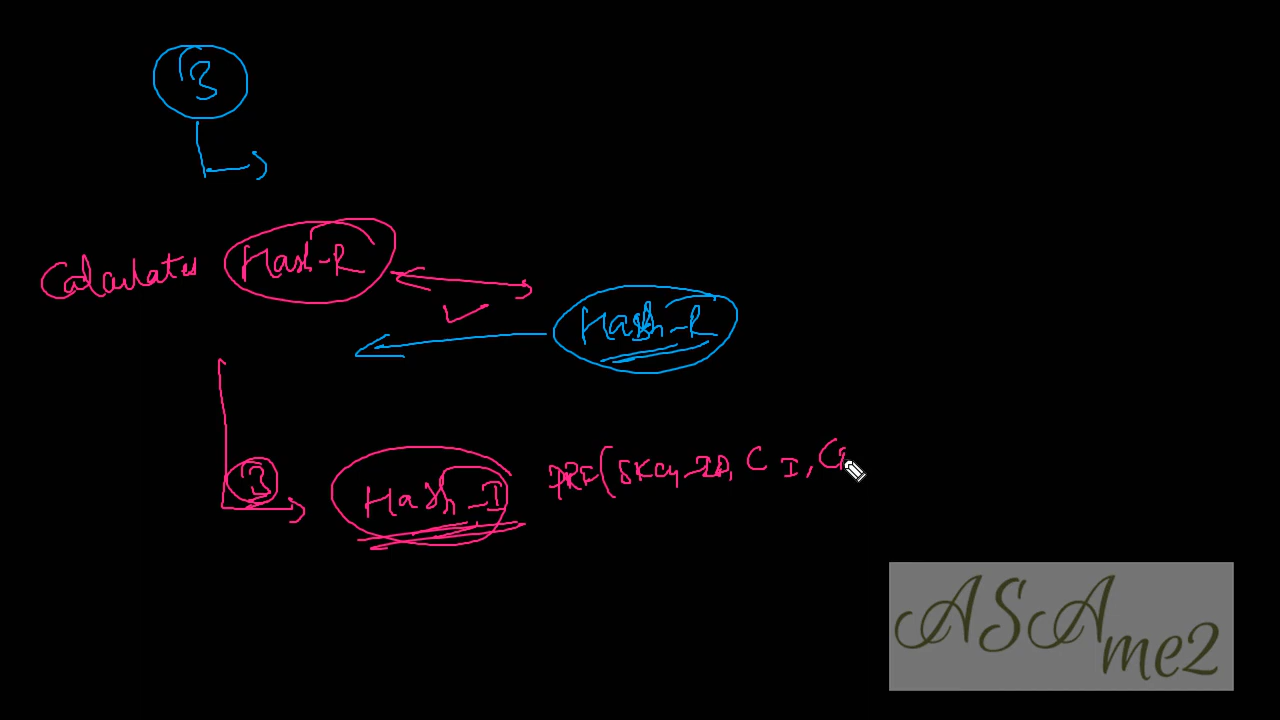 3
Calculates Hash-R
Hash-R
3 Hash-I PRF(SKey-ID, C I, C
ASAme2